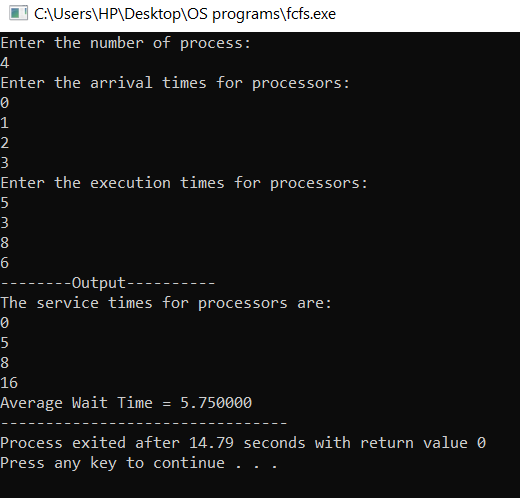 C:\Users\HP\Desktop\OS programs\fcfs.exe
Enter the number of process:
4
Enter the arrival times for processors:
0
1
2
3
Enter the execution times for processors:
5
3
8
6
--------Output----------
The service times for processors are:
0
5
8
16
Average Wait Time = 5.750000
--------------------------------
Process exited after 14.79 seconds with return value 0
Press any key to continue . . .